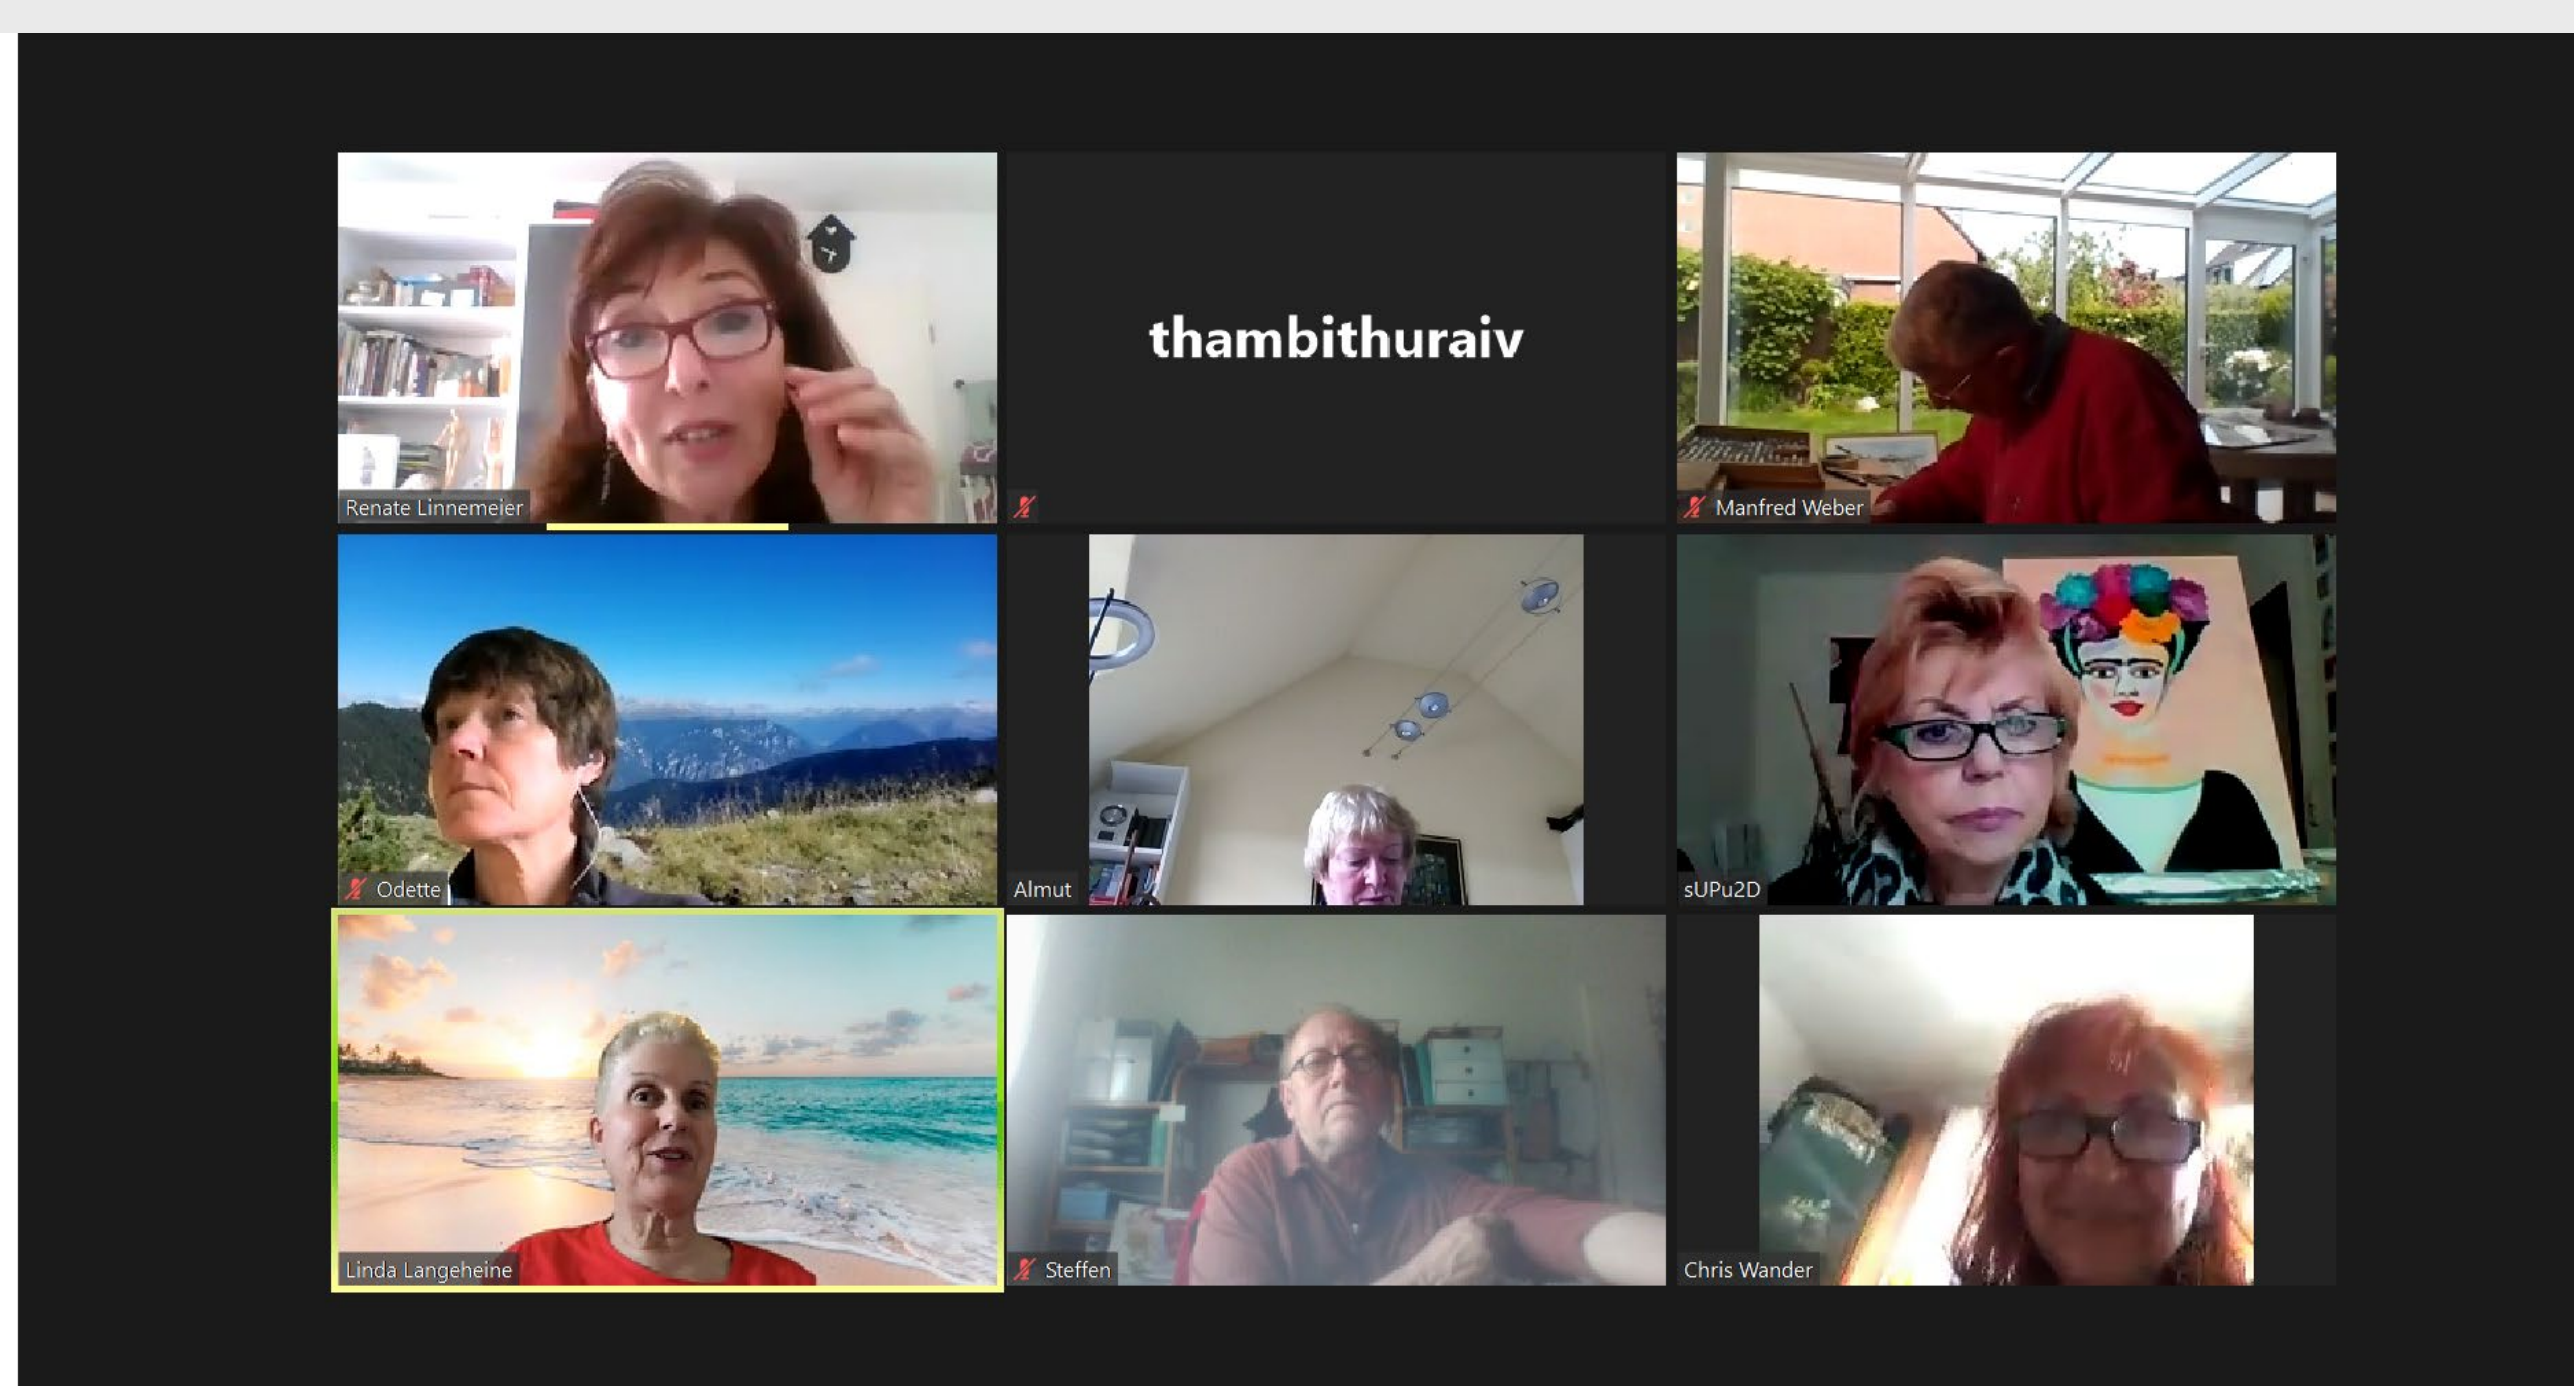 thambithuraiv
Renate Linnemeier
Manfred Weber
Odette
Almut
sUPu2D
Linda Langeheine
Steffen
Chris Wander